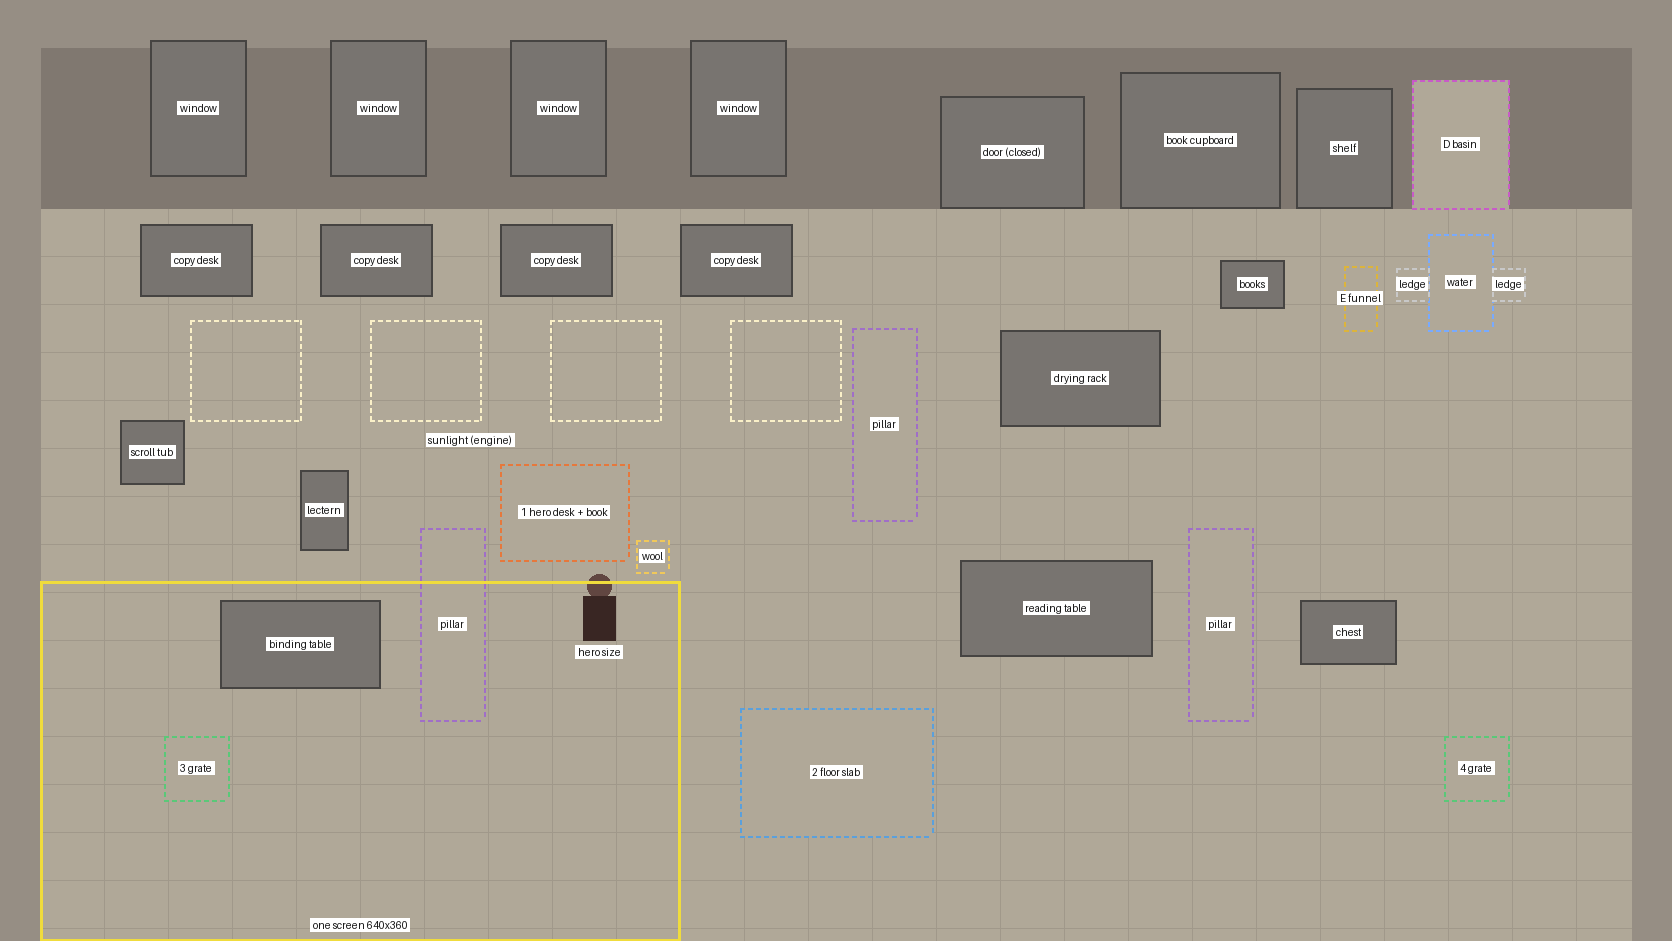 window
window
window
window
door (closed)
book cupboard
shelf
D basin
copy desk
copy desk
copy desk
copy desk
books
E funnel
ledge
water
ledge
drying rack
pillar
sunlight (engine)
scroll tub
lectern
1 hero desk + book
wool
binding table
pillar
hero size
reading table
pillar
chest
3 grate
2 floor slab
4 grate
one screen 640x360